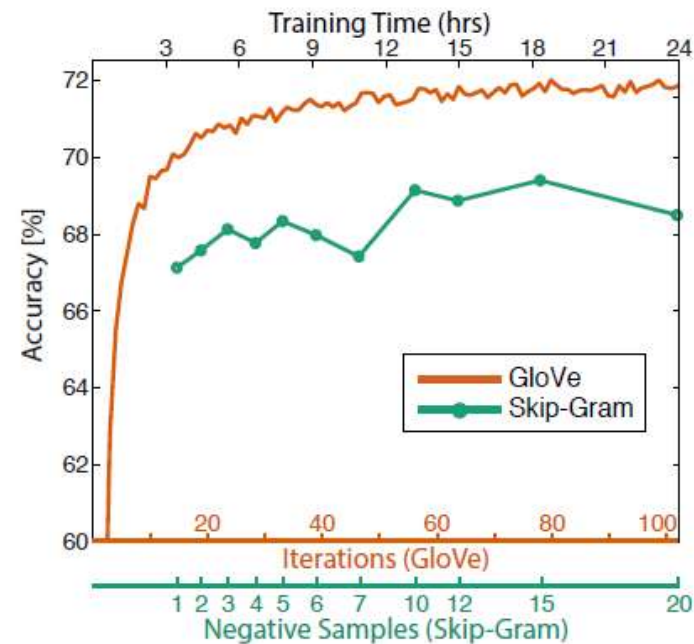 Training Time (hrs)
3 6 9 12 15 18 21 24
72
70
68
66
64
62
60
Accuracy [%]
GloVe
Skip-Gram
20 40 60 80 100
Iterations (GloVe)
1 2 3 4 5 6 7 10 12 15 20
Negative Samples (Skip-Gram)